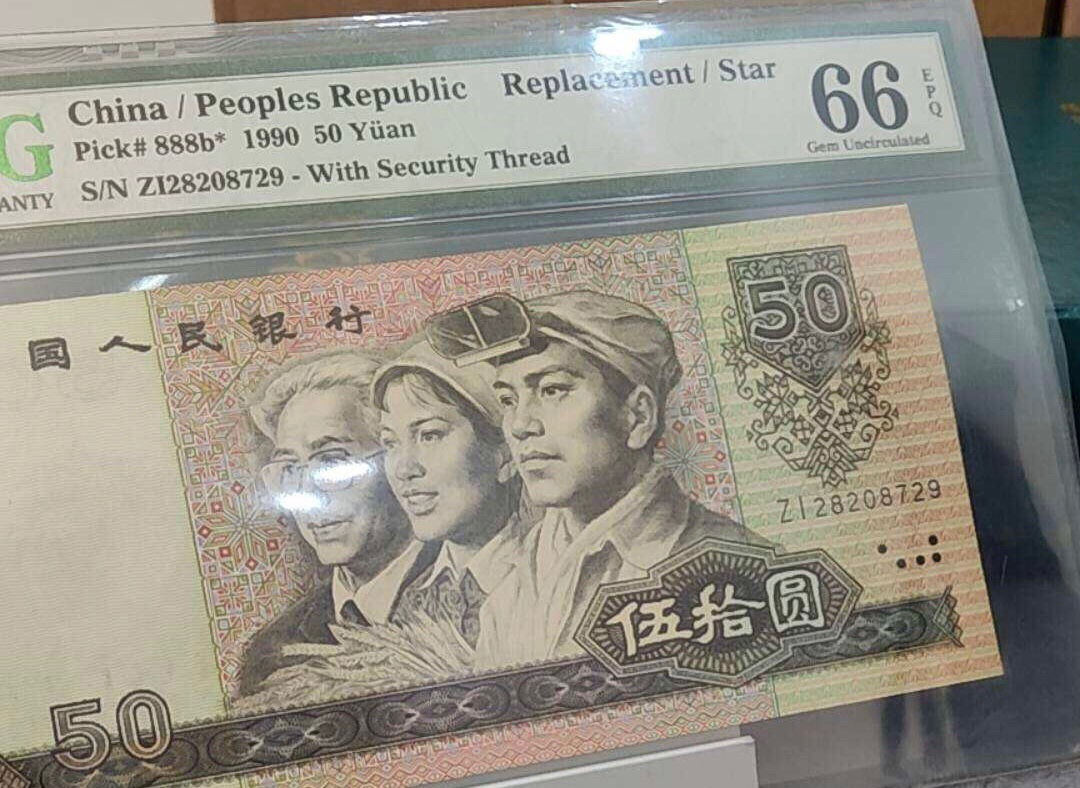 G
China / Peoples Republic Replacement / Star
Pick# 888b* 1990 50 Yüan
S/N ZI28208729 - With Security Thread
ANTY
66
EPQ
Gem Uncirculated
国人民銀行
50
ZI28208729
伍拾圆
50